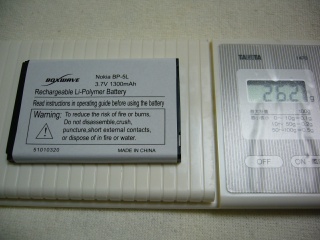 BOXWAVE
Nokia BP-5L
3.7V 1300mAh
Rechargeable Li-Polymer Battery
Read instructions in operating guide before using the battery
Warning: To reduce the risk of fire or burns,
Do not disassemble,crush,
puncture,short external contacts,
or dispose of in fire or water.
51010320
MADE IN CHINA
TANITA
26.2 g
OFF
ON